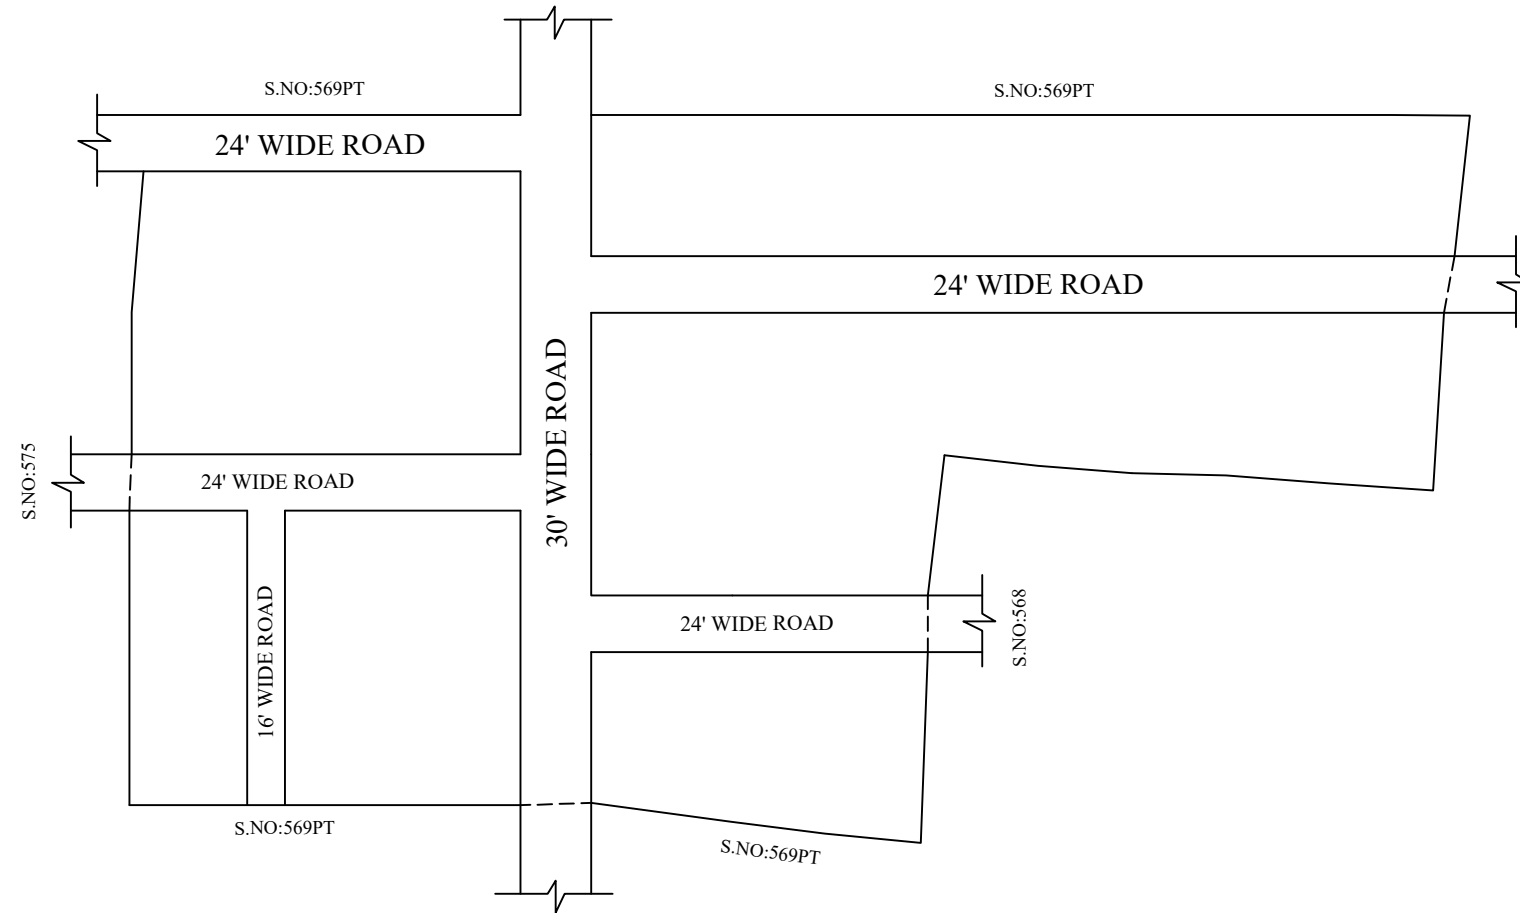 S.NO:569PT
S.NO:569PT
24' WIDE ROAD
24' WIDE ROAD
30' WIDE ROAD
S.NO:575
24' WIDE ROAD
16' WIDE ROAD
24' WIDE ROAD
S.NO:568
S.NO:569PT
S.NO:569PT